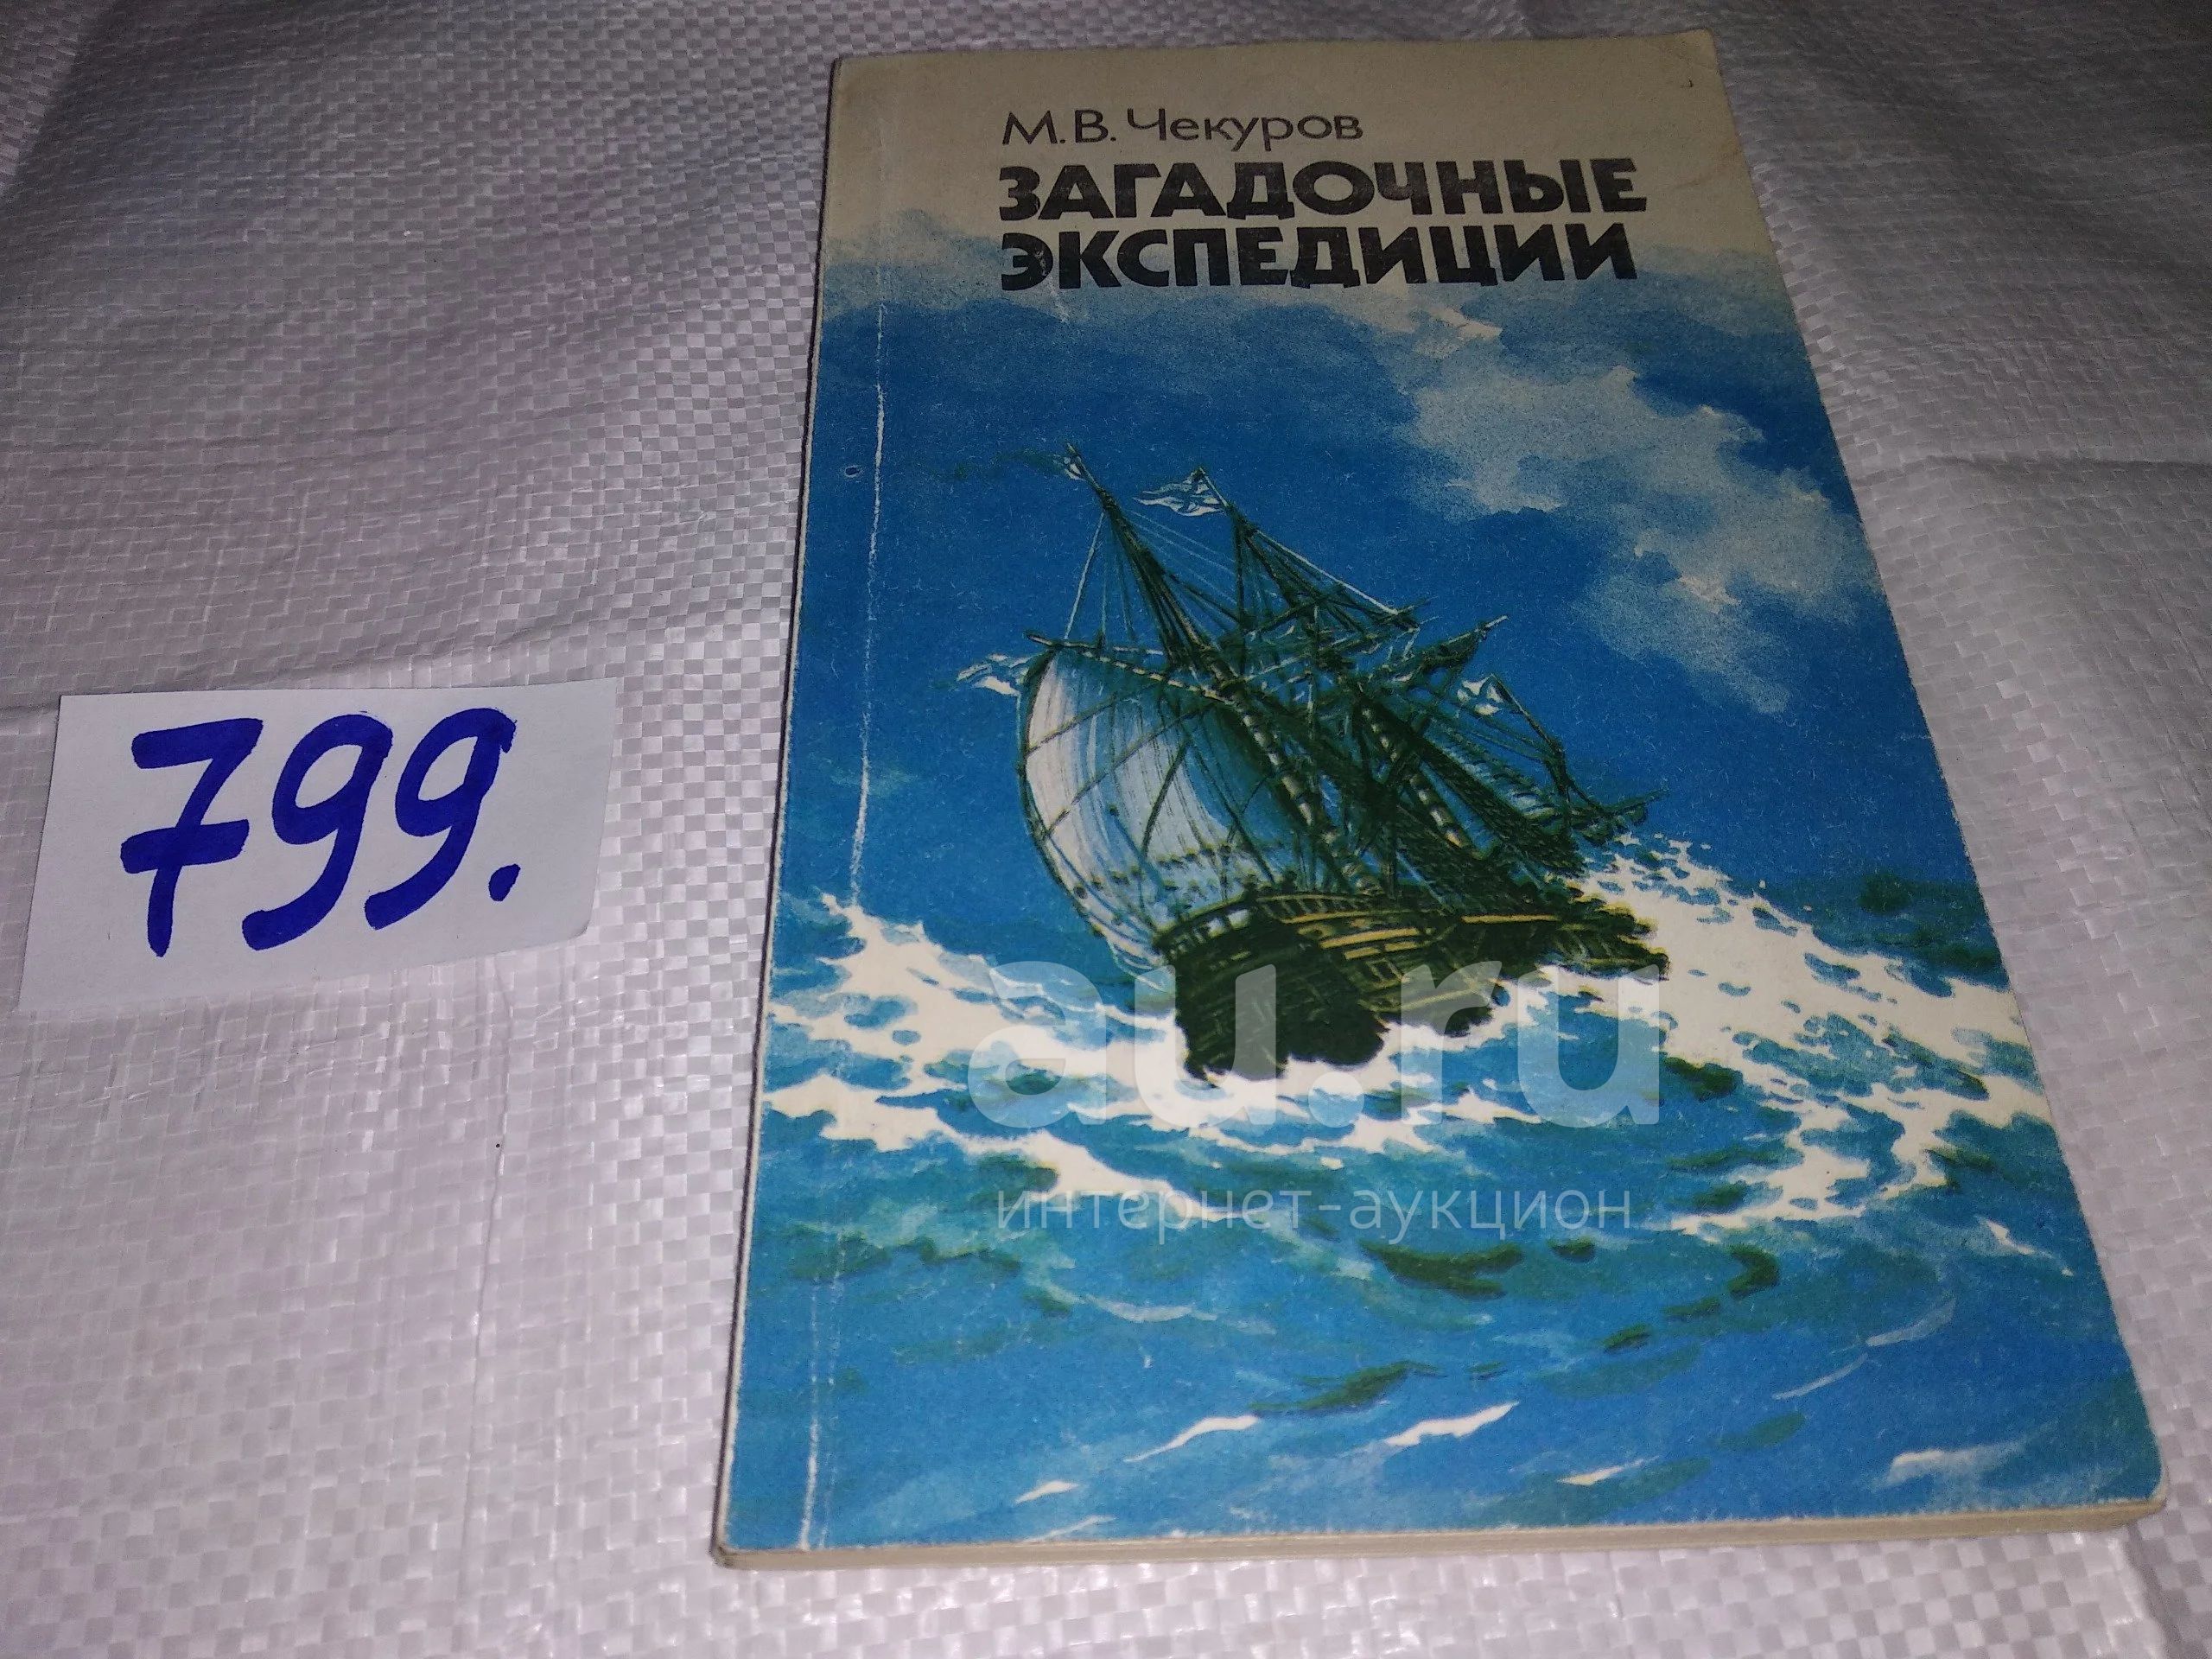 М.В. Чекуров
ЗАГАДОЧНЫЕ
ЭКСПЕДИЦИИ
799.
au.ru
интернет-аукцион